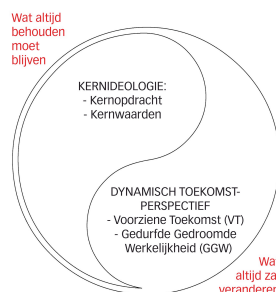 Wat altijd
behouden
moet
blijven
KERNIDEOLOGIE:
- Kernopdracht
- Kernwaarden
DYNAMISCH TOEKOMST-
PERSPECTIEF
- Voorziene Toekomst (VT)
- Gedurfde Gedroomde
Werkelijkheid (GGW)
altijd